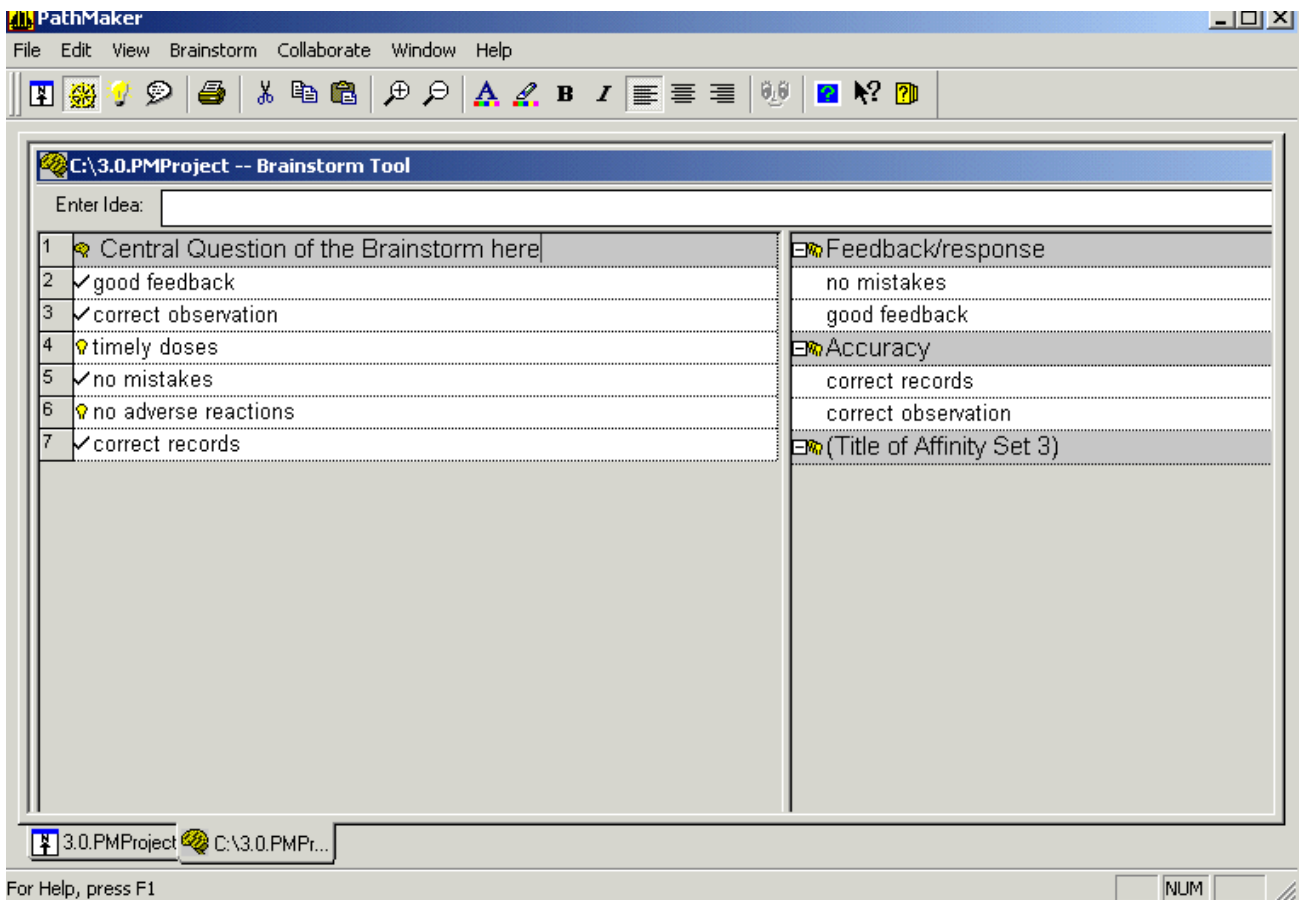 PathMaker
File Edit View Brainstorm Collaborate Window Help
C:\3.0.PMProject -- Brainstorm Tool
Enter Idea:
1 Central Question of the Brainstorm here
2 good feedback
3 correct observation
4 timely doses
5 no mistakes
6 no adverse reactions
7 correct records
Feedback/response
no mistakes
good feedback
Accuracy
correct records
correct observation
(Title of Affinity Set 3)
3.0.PMProject C:\3.0.PMPr...
For Help, press F1 NUM